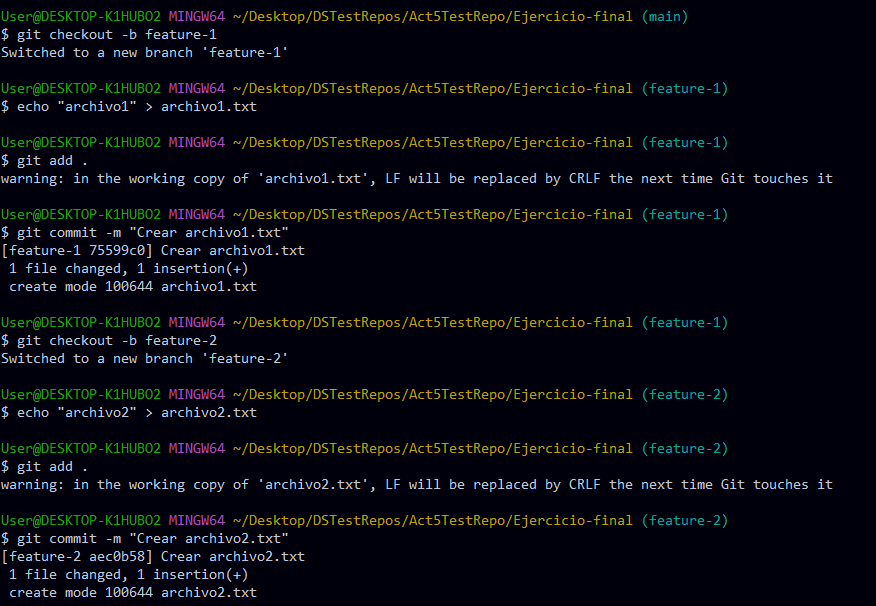 User@DESKTOP-K1HUBO2 MINGW64 ~/Desktop/DSTestRepos/Act5TestRepo/Ejercicio-final (main)
$ git checkout -b feature-1
Switched to a new branch 'feature-1'
User@DESKTOP-K1HUBO2 MINGW64 ~/Desktop/DSTestRepos/Act5TestRepo/Ejercicio-final (feature-1)
$ echo "archivo1" > archivo1.txt
User@DESKTOP-K1HUBO2 MINGW64 ~/Desktop/DSTestRepos/Act5TestRepo/Ejercicio-final (feature-1)
$ git add .
warning: in the working copy of 'archivo1.txt', LF will be replaced by CRLF the next time Git touches it
User@DESKTOP-K1HUBO2 MINGW64 ~/Desktop/DSTestRepos/Act5TestRepo/Ejercicio-final (feature-1)
$ git commit -m "Crear archivo1.txt"
[feature-1 75599c0] Crear archivo1.txt
 1 file changed, 1 insertion(+)
 create mode 100644 archivo1.txt
User@DESKTOP-K1HUBO2 MINGW64 ~/Desktop/DSTestRepos/Act5TestRepo/Ejercicio-final (feature-1)
$ git checkout -b feature-2
Switched to a new branch 'feature-2'
User@DESKTOP-K1HUBO2 MINGW64 ~/Desktop/DSTestRepos/Act5TestRepo/Ejercicio-final (feature-2)
$ echo "archivo2" > archivo2.txt
User@DESKTOP-K1HUBO2 MINGW64 ~/Desktop/DSTestRepos/Act5TestRepo/Ejercicio-final (feature-2)
$ git add .
warning: in the working copy of 'archivo2.txt', LF will be replaced by CRLF the next time Git touches it
User@DESKTOP-K1HUBO2 MINGW64 ~/Desktop/DSTestRepos/Act5TestRepo/Ejercicio-final (feature-2)
$ git commit -m "Crear archivo2.txt"
[feature-2 aec0b58] Crear archivo2.txt
 1 file changed, 1 insertion(+)
 create mode 100644 archivo2.txt